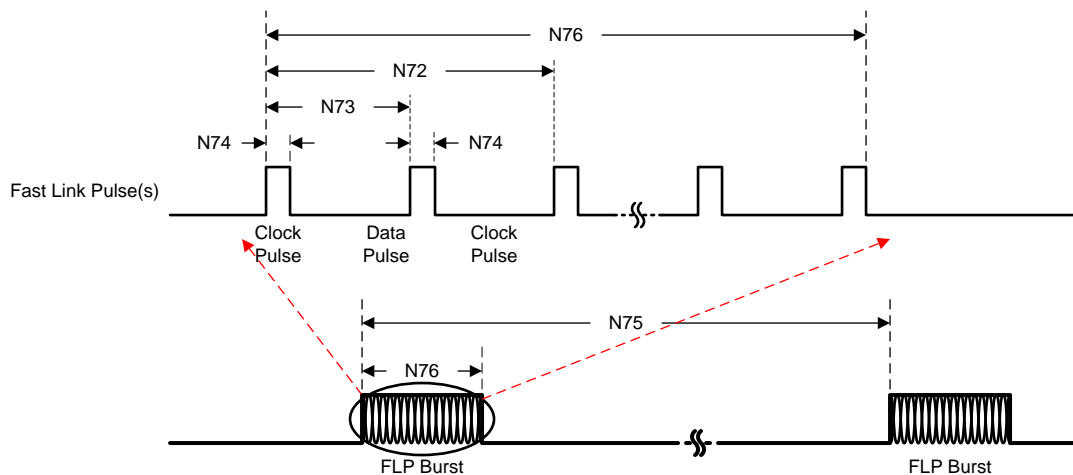 N76
N72
N73
N74
N74
Fast Link Pulse(s)
Clock
Pulse
Data
Pulse
Clock
Pulse
N75
N76
FLP Burst
FLP Burst